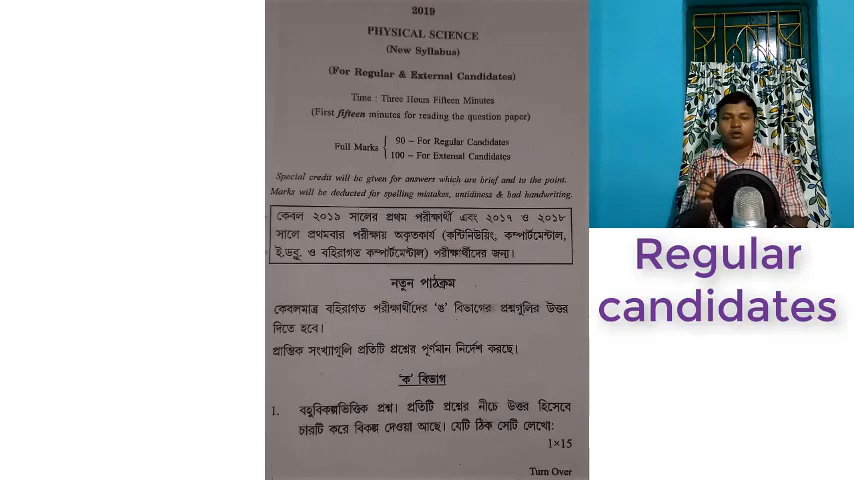 2019
PHYSICAL SCIENCE
(New Syllabus)
(For Regular & External Candidates)
Time : Three Hours Fifteen Minutes
(First fifteen minutes for reading the question paper)
Full Marks { 90 – For Regular Candidates
100 – For External Candidates
Special credit will be given for answers which are brief and to the point.
Marks will be deducted for spelling mistakes, untidiness & bad handwriting.
কেবল ২০১৯ সালের প্রথম পরীক্ষার্থী এবং ২০১৭ ও ২০১৮
সালে প্রথমবার পরীক্ষায় অকৃতকার্য (কন্টিনিউয়িং, কম্পার্টমেন্টাল,
ই.ডব্লু. ও বহিরাগত কম্পার্টমেন্টাল) পরীক্ষার্থীদের জন্য।
নতুন পাঠক্রম
কেবলমাত্র বহিরাগত পরীক্ষার্থীদের ‘ঙ’ বিভাগের প্রশ্নগুলির উত্তর
দিতে হবে।
প্রান্তিক সংখ্যাগুলি প্রতিটি প্রশ্নের পূর্ণমান নির্দেশ করছে।
‘ক’ বিভাগ
1. বহুবিকল্পভিত্তিক প্রশ্ন। প্রতিটি প্রশ্নের নীচে উত্তর হিসেবে
চারটি করে বিকল্প দেওয়া আছে। যেটি ঠিক সেটি লেখো:
1×15
Turn Over
Regular
candidates